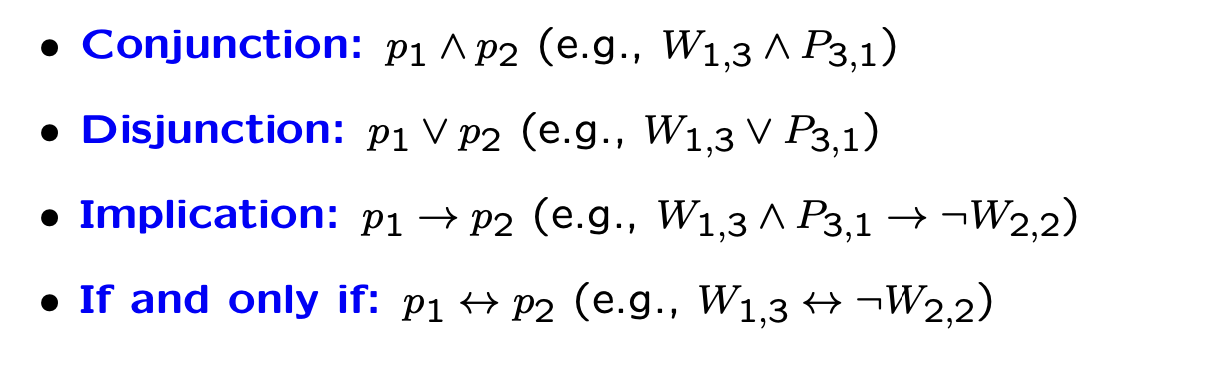 • Conjunction: p₁ ∧ p₂ (e.g., W₁,₃ ∧ P₃,₁)
• Disjunction: p₁ ∨ p₂ (e.g., W₁,₃ ∨ P₃,₁)
• Implication: p₁ → p₂ (e.g., W₁,₃ ∧ P₃,₁ → ¬W₂,₂)
• If and only if: p₁ ↔ p₂ (e.g., W₁,₃ ↔ ¬W₂,₂)